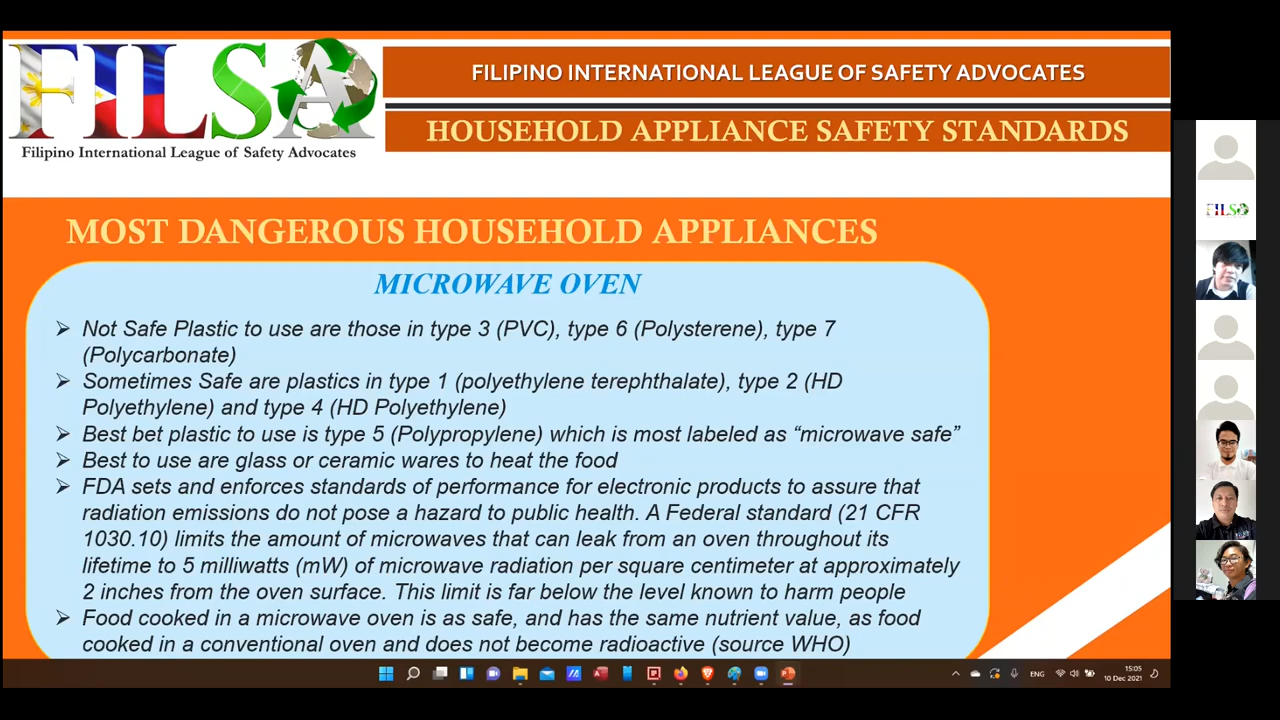 FILSA
Filipino International League of Safety Advocates
FILIPINO INTERNATIONAL LEAGUE OF SAFETY ADVOCATES
HOUSEHOLD APPLIANCE SAFETY STANDARDS
MOST DANGEROUS HOUSEHOLD APPLIANCES
MICROWAVE OVEN
Not Safe Plastic to use are those in type 3 (PVC), type 6 (Polysterene), type 7
(Polycarbonate)
Sometimes Safe are plastics in type 1 (polyethylene terephthalate), type 2 (HD
Polyethylene) and type 4 (HD Polyethylene)
Best bet plastic to use is type 5 (Polypropylene) which is most labeled as “microwave safe”
Best to use are glass or ceramic wares to heat the food
FDA sets and enforces standards of performance for electronic products to assure that
radiation emissions do not pose a hazard to public health. A Federal standard (21 CFR
1030.10) limits the amount of microwaves that can leak from an oven throughout its
lifetime to 5 milliwatts (mW) of microwave radiation per square centimeter at approximately
2 inches from the oven surface. This limit is far below the level known to harm people
Food cooked in a microwave oven is as safe, and has the same nutrient value, as food
cooked in a conventional oven and does not become radioactive (source WHO)
FILSA
ENG
15:05
10 Dec 2021